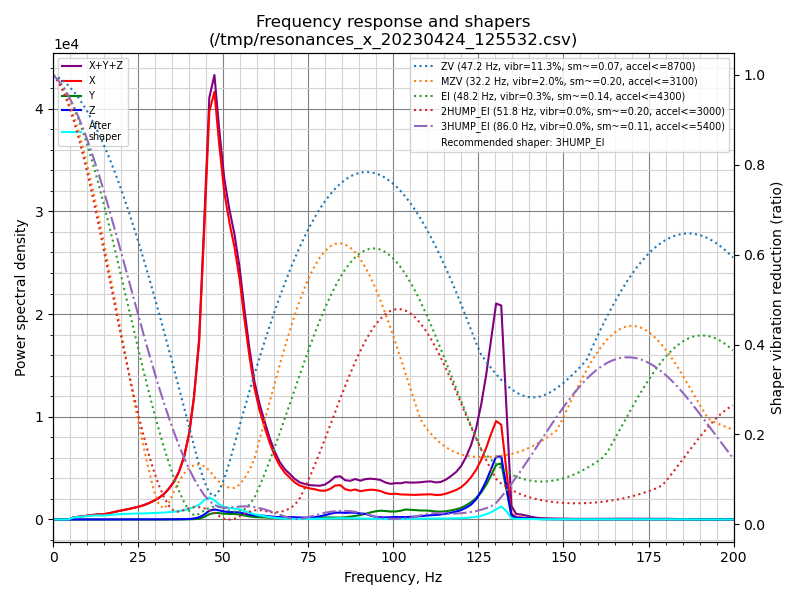 Frequency response and shapers
(/tmp/resonances_x_20230424_125532.csv)
1e4
X+Y+Z
X
Y
Z
After
shaper
ZV (47.2 Hz, vibr=11.3%, sm~=0.07, accel<=8700)
MZV (32.2 Hz, vibr=2.0%, sm~=0.20, accel<=3100)
EI (48.2 Hz, vibr=0.3%, sm~=0.14, accel<=4300)
2HUMP_EI (51.8 Hz, vibr=0.0%, sm~=0.20, accel<=3000)
3HUMP_EI (86.0 Hz, vibr=0.0%, sm~=0.11, accel<=5400)
Recommended shaper: 3HUMP_EI
Power spectral density
4
3
2
1
0
Shaper vibration reduction (ratio)
1.0
0.8
0.6
0.4
0.2
0.0
0 25 50 75 100 125 150 175 200
Frequency, Hz